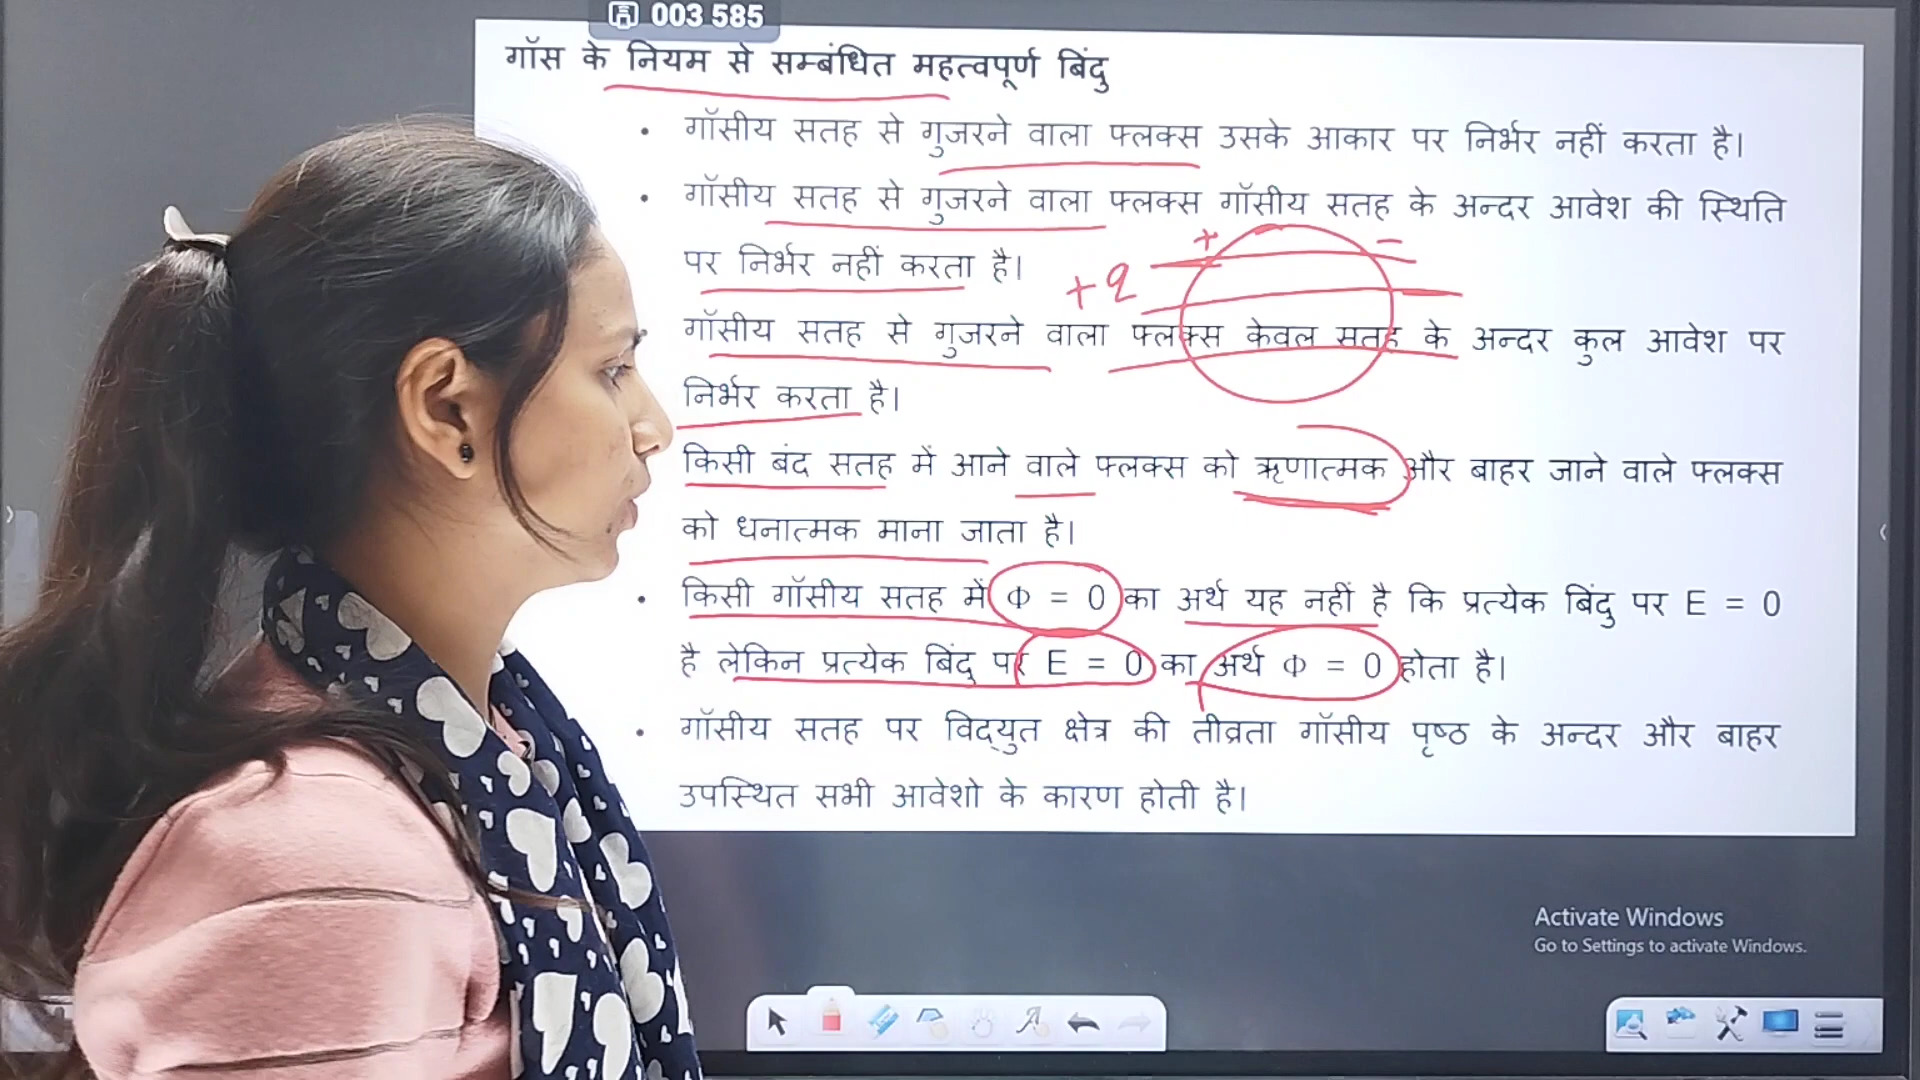 003 585
गॉस के नियम से सम्बंधित महत्वपूर्ण बिंदु
• गॉसीय सतह से गुजरने वाला फ्लक्स उसके आकार पर निर्भर नहीं करता है।
• गॉसीय सतह से गुजरने वाला फ्लक्स गॉसीय सतह के अन्दर आवेश की स्थिति
पर निर्भर नहीं करता है।
+ −
+q
• गॉसीय सतह से गुजरने वाला फ्लक्स केवल सतह के अन्दर कुल आवेश पर
निर्भर करता है।
किसी बंद सतह में आने वाले फ्लक्स को ऋणात्मक और बाहर जाने वाले फ्लक्स
को धनात्मक माना जाता है।
• किसी गॉसीय सतह में Φ = 0 का अर्थ यह नहीं है कि प्रत्येक बिंदु पर E = 0
है लेकिन प्रत्येक बिंदु पर E = 0 का अर्थ Φ = 0 होता है।
• गॉसीय सतह पर विद्युत क्षेत्र की तीव्रता गॉसीय पृष्ठ के अन्दर और बाहर
उपस्थित सभी आवेशो के कारण होती है।
Activate Windows
Go to Settings to activate Windows.